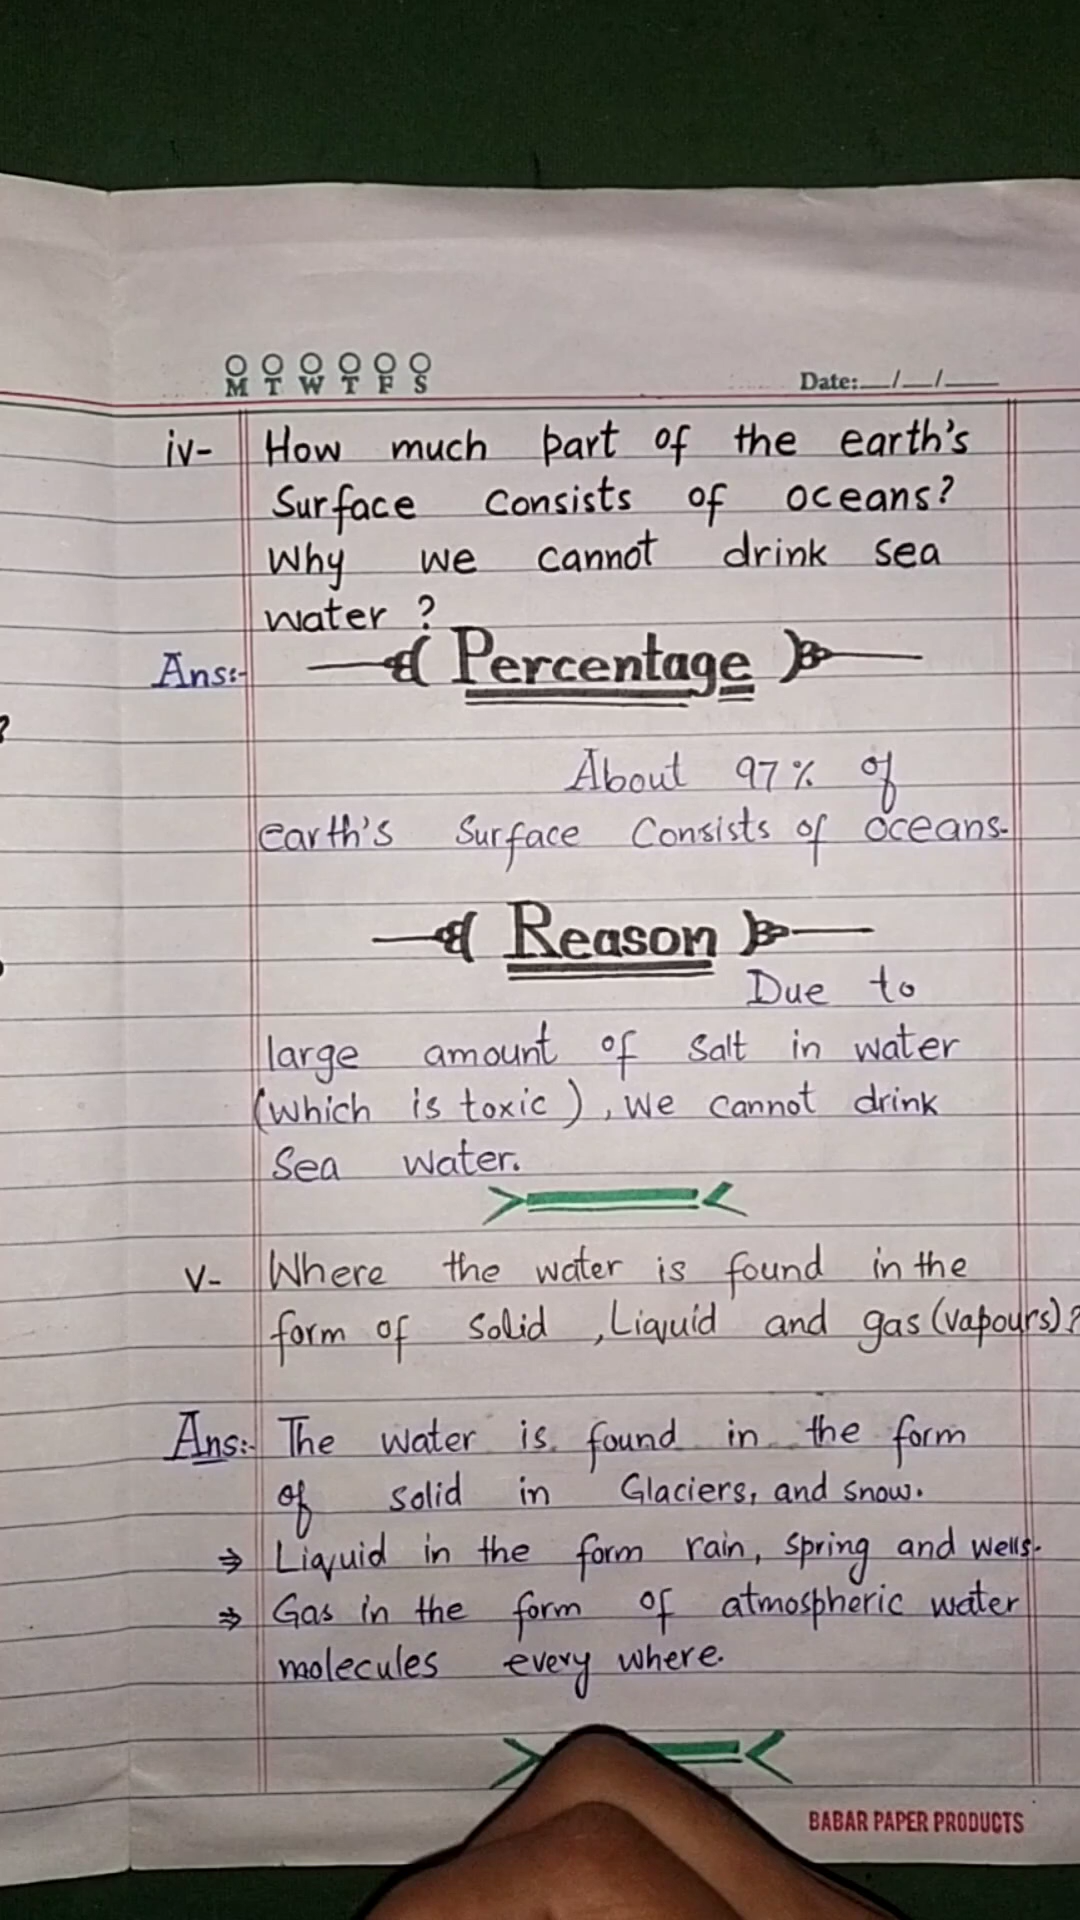 M T W T F S
Date:__/__/__
iv- How much part of the earth's
Surface consists of oceans?
Why we cannot drink sea
water ?
Ans:- Percentage
About 97% of
earth's Surface Consists of oceans.
Reason
Due to
large amount of salt in water
(which is toxic), we cannot drink
Sea water.
v- Where the water is found in the
form of solid ,Liquid and gas (vapours)?
Ans:- The water is found in the form
of solid in Glaciers, and snow.
⇒ Liquid in the form rain, spring and wells.
⇒ Gas in the form of atmospheric water
molecules every where.
BABAR PAPER PRODUCTS